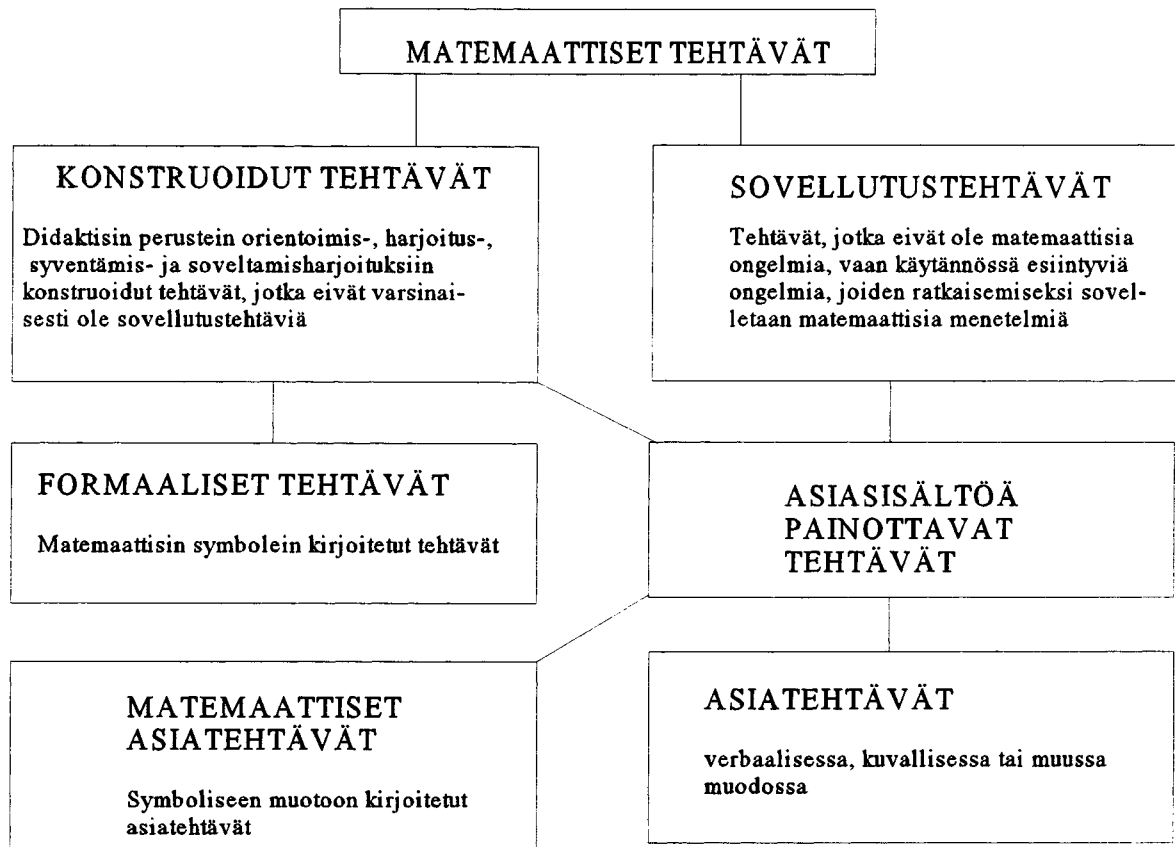 MATEMAATTISET TEHTÄVÄT
KONSTRUOIDUT TEHTÄVÄT
Didaktisin perustein orientoimis-, harjoitus-,
syventämis- ja soveltamisharjoituksiin
konstruoidut tehtävät, jotka eivät varsinai-
sesti ole sovellutustehtäviä
SOVELLUTUSTEHTÄVÄT
Tehtävät, jotka eivät ole matemaattisia
ongelmia, vaan käytännössä esiintyviä
ongelmia, joiden ratkaisemiseksi sovel-
letaan matemaattisia menetelmiä
FORMAALISET TEHTÄVÄT
Matemaattisin symbolein kirjoitetut tehtävät
ASIASISÄLTÖÄ
PAINOTTAVAT
TEHTÄVÄT
MATEMAATTISET
ASIATEHTÄVÄT
Symboliseen muotoon kirjoitetut
asiatehtävät
ASIATEHTÄVÄT
verbaalisessa, kuvallisessa tai muussa
muodossa